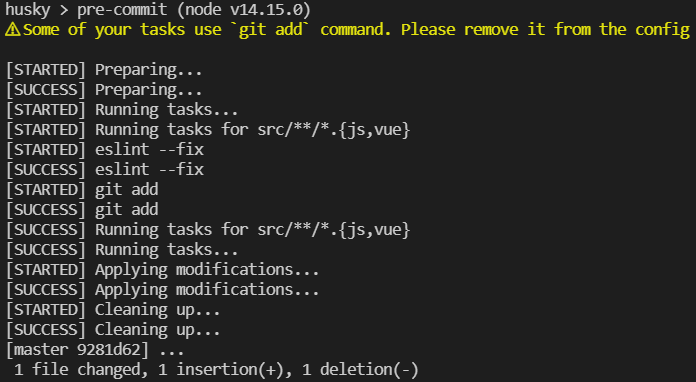 husky > pre-commit (node v14.15.0)
⚠Some of your tasks use `git add` command. Please remove it from the config
[STARTED] Preparing...
[SUCCESS] Preparing...
[STARTED] Running tasks...
[STARTED] Running tasks for src/**/*.{js,vue}
[STARTED] eslint --fix
[SUCCESS] eslint --fix
[STARTED] git add
[SUCCESS] git add
[SUCCESS] Running tasks for src/**/*.{js,vue}
[SUCCESS] Running tasks...
[STARTED] Applying modifications...
[SUCCESS] Applying modifications...
[STARTED] Cleaning up...
[SUCCESS] Cleaning up...
[master 9281d62] ...
1 file changed, 1 insertion(+), 1 deletion(-)